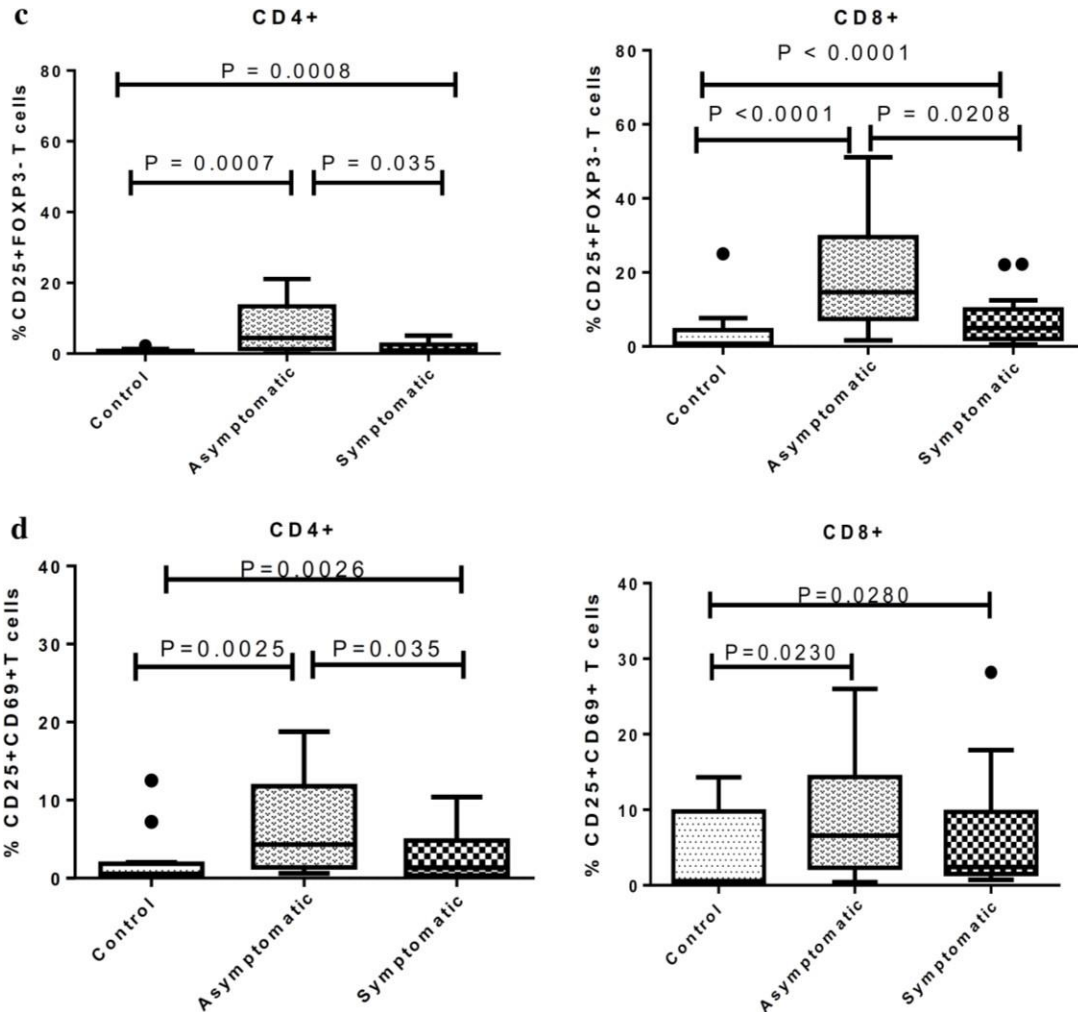 c
CD4+
P = 0.0008
P = 0.0007
P = 0.035
80
60
40
20
0
%CD25+FOXP3- T cells
Control
Asymptomatic
Symptomatic
CD8+
P < 0.0001
P <0.0001
P = 0.0208
80
60
40
20
0
%CD25+FOXP3- T cells
Control
Asymptomatic
Symptomatic
d
CD4+
P=0.0026
P=0.0025
P=0.035
40
30
20
10
0
% CD25+CD69+T cells
Control
Asymptomatic
Symptomatic
CD8+
P=0.0280
P=0.0230
40
30
20
10
0
% CD25+CD69+ T cells
Control
Asymptomatic
Symptomatic